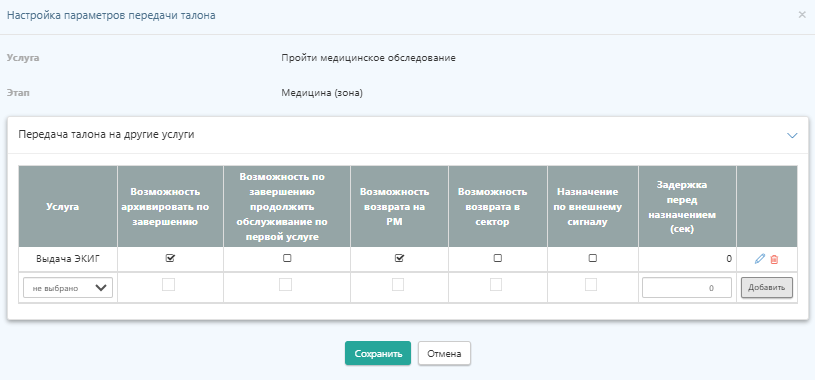 Настройка параметров передачи талона
Услуга Пройти медицинское обследование
Этап Медицина (зона)
Передача талона на другие услуги
Услуга
Возможность
архивировать по
завершению
Возможность по
завершению
продолжить
обслуживание по
первой услуге
Возможность
возврата на
РМ
Возможность
возврата в
сектор
Назначение
по внешнему
сигналу
Задержка
перед
назначением
(сек)
Выдача ЭКИГ 0
не выбрано 0 Добавить
Сохранить Отмена